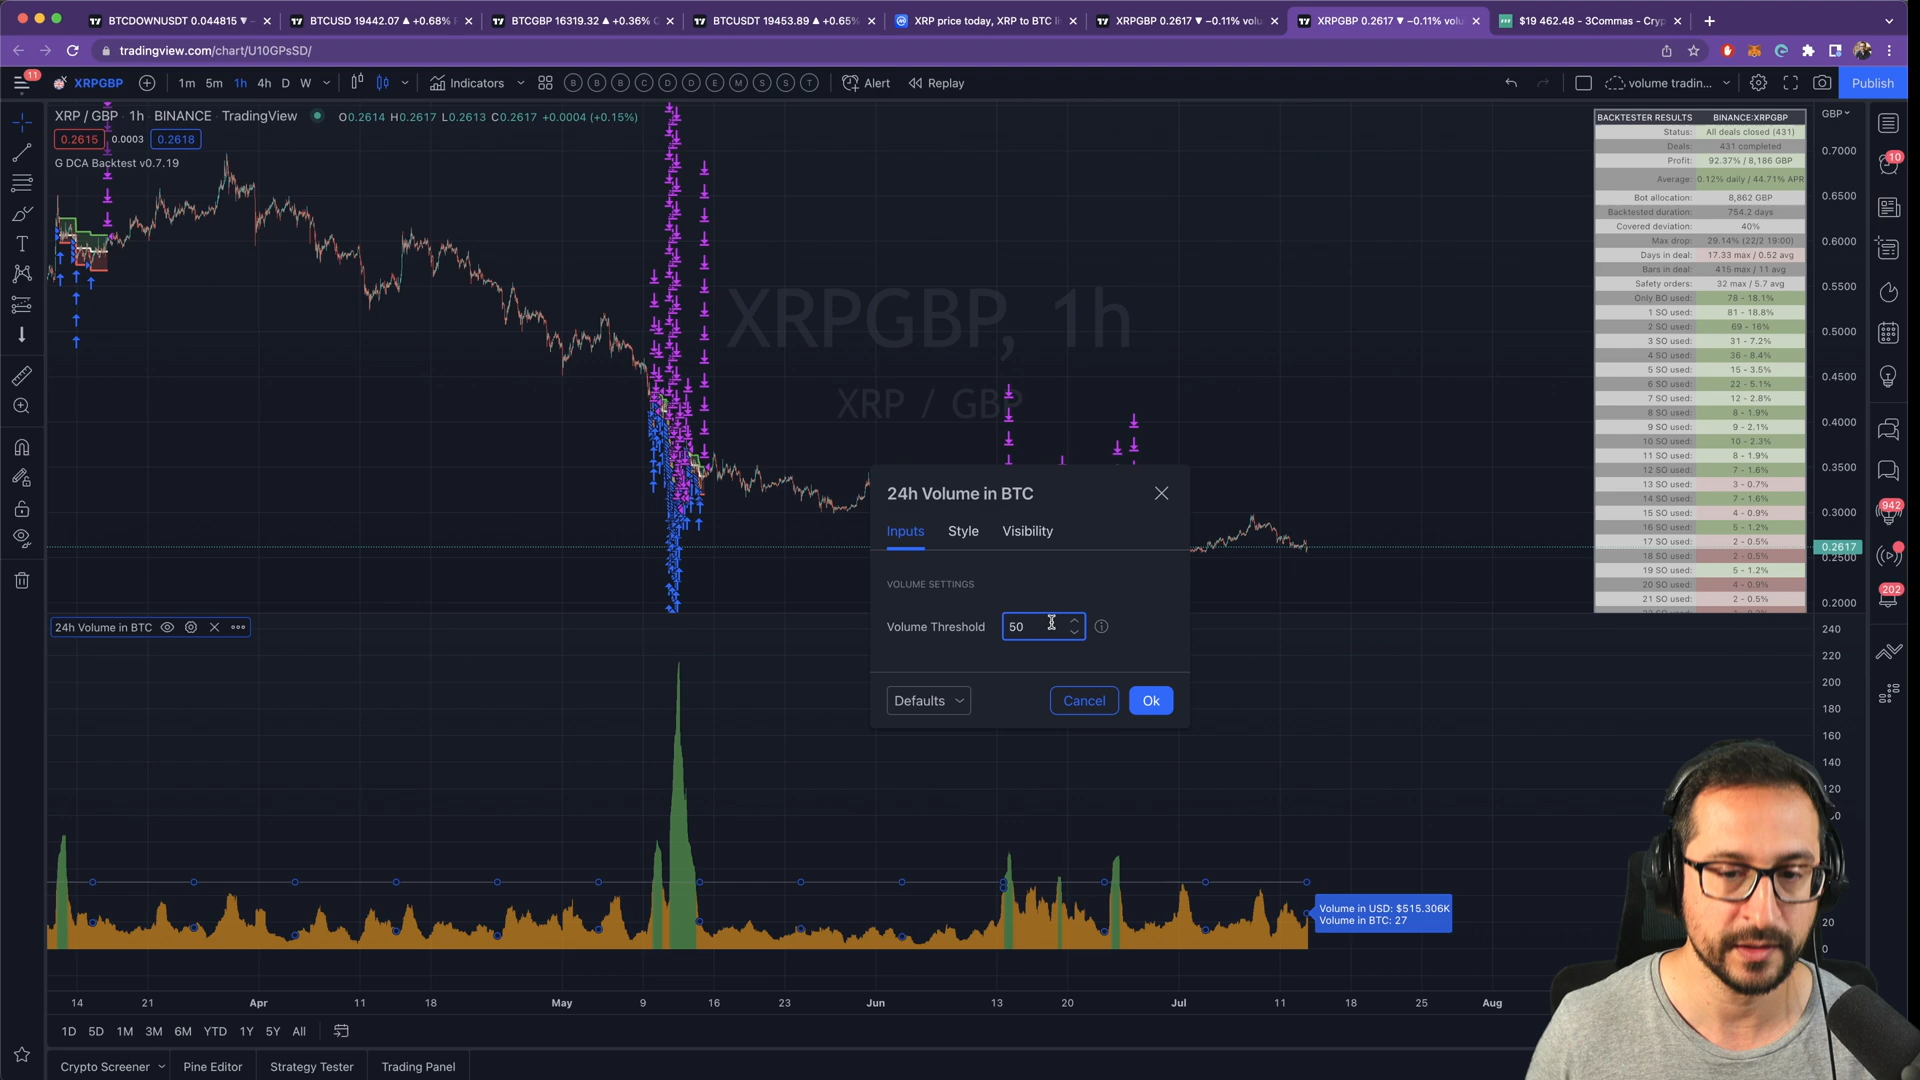 BTCDOWNUSDT 0.044815 ▼ –
BTCUSD 19442.07 ▲ +0.68%
BTCGBP 16319.32 ▲ +0.36%
BTCUSDT 19453.89 ▲ +0.65%
XRP price today, XRP to BTC li
XRPGBP 0.2617 ▼ −0.11% volu
XRPGBP 0.2617 ▼ −0.11% volu
$19 462.48 - 3Commas - Cryp
tradingview.com/chart/U10GPsSD/
11
XRPGBP
1m 5m 1h 4h D W
Indicators
B B B C D D E M S S T
Alert
Replay
volume tradin...
Publish
XRP / GBP · 1h · BINANCE · TradingView
O0.2614 H0.2617 L0.2613 C0.2617 +0.0004 (+0.15%)
0.2615 0.0003 0.2618
G DCA Backtest v0.7.19
XRPGBP, 1h
XRP / GBP
BACKTESTER RESULTS BINANCE:XRPGBP
Status: All deals closed (431)
Deals: 431 completed
Profit: 92.37% / 8,186 GBP
Average: 0.12% daily / 44.71% APR
Bot allocation: 8,862 GBP
Backtested duration: 754.2 days
Covered deviation: 40%
Max drop: 29.14% (22/2 19:00)
Days in deal: 17.33 max / 0.52 avg
Bars in deal: 415 max / 11 avg
Safety orders: 32 max / 5.7 avg
Only BO used: 78 - 18.1%
1 SO used: 81 - 18.8%
2 SO used: 69 - 16%
3 SO used: 31 - 7.2%
4 SO used: 36 - 8.4%
5 SO used: 15 - 3.5%
6 SO used: 22 - 5.1%
7 SO used: 12 - 2.8%
8 SO used: 8 - 1.9%
9 SO used: 9 - 2.1%
10 SO used: 10 - 2.3%
11 SO used: 8 - 1.9%
12 SO used: 7 - 1.6%
13 SO used: 3 - 0.7%
14 SO used: 7 - 1.6%
15 SO used: 4 - 0.9%
16 SO used: 5 - 1.2%
17 SO used: 2 - 0.5%
18 SO used: 2 - 0.5%
19 SO used: 5 - 1.2%
20 SO used: 4 - 0.9%
21 SO used: 2 - 0.5%
GBP
0.7000
0.6500
0.6000
0.5500
0.5000
0.4500
0.4000
0.3500
0.3000
0.2617
0.2500
0.2000
10
942
202
24h Volume in BTC
Inputs Style Visibility
VOLUME SETTINGS
Volume Threshold 50
Defaults Cancel Ok
24h Volume in BTC
240
220
200
180
160
140
20
0
Volume in USD: $515.306K
Volume in BTC: 27
14 21 Apr 11 18 May 9 16 23 Jun 13 20 Jul 11 18 25 Aug
1D 5D 1M 3M 6M YTD 1Y 5Y All
Crypto Screener Pine Editor Strategy Tester Trading Panel